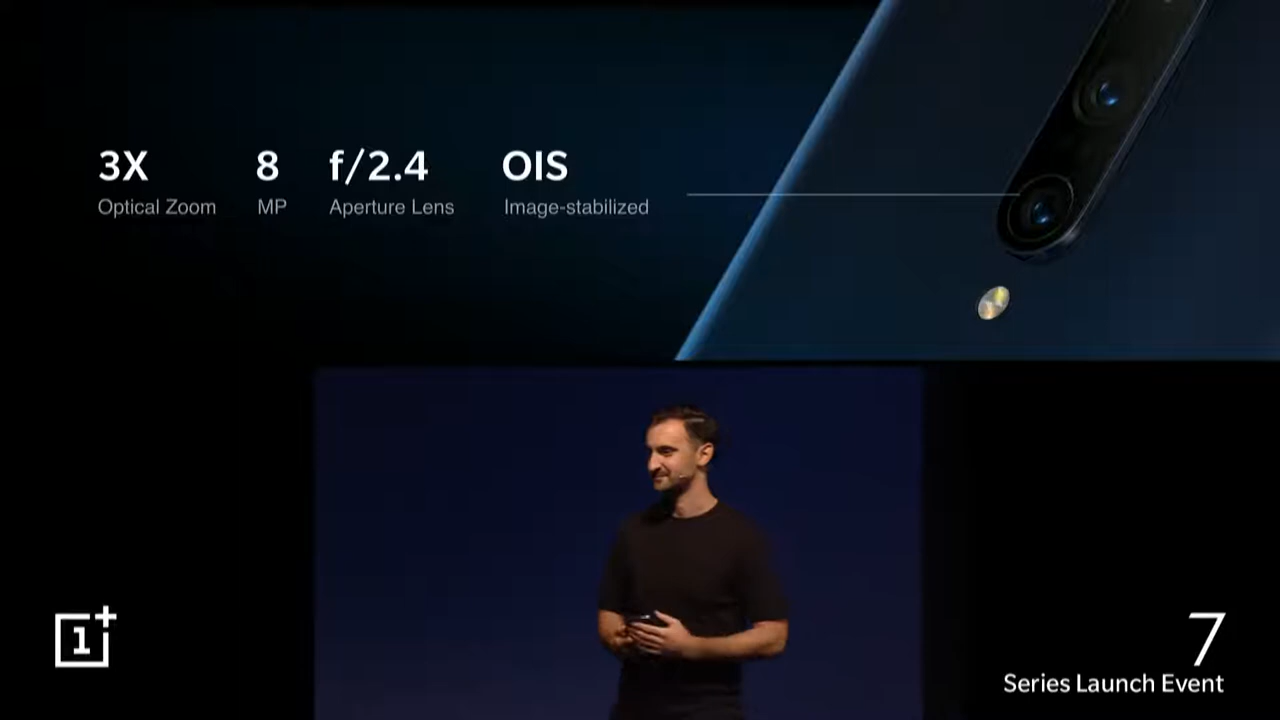 3X 8 f/2.4 OIS
Optical Zoom MP Aperture Lens Image-stabilized
1+
7
Series Launch Event